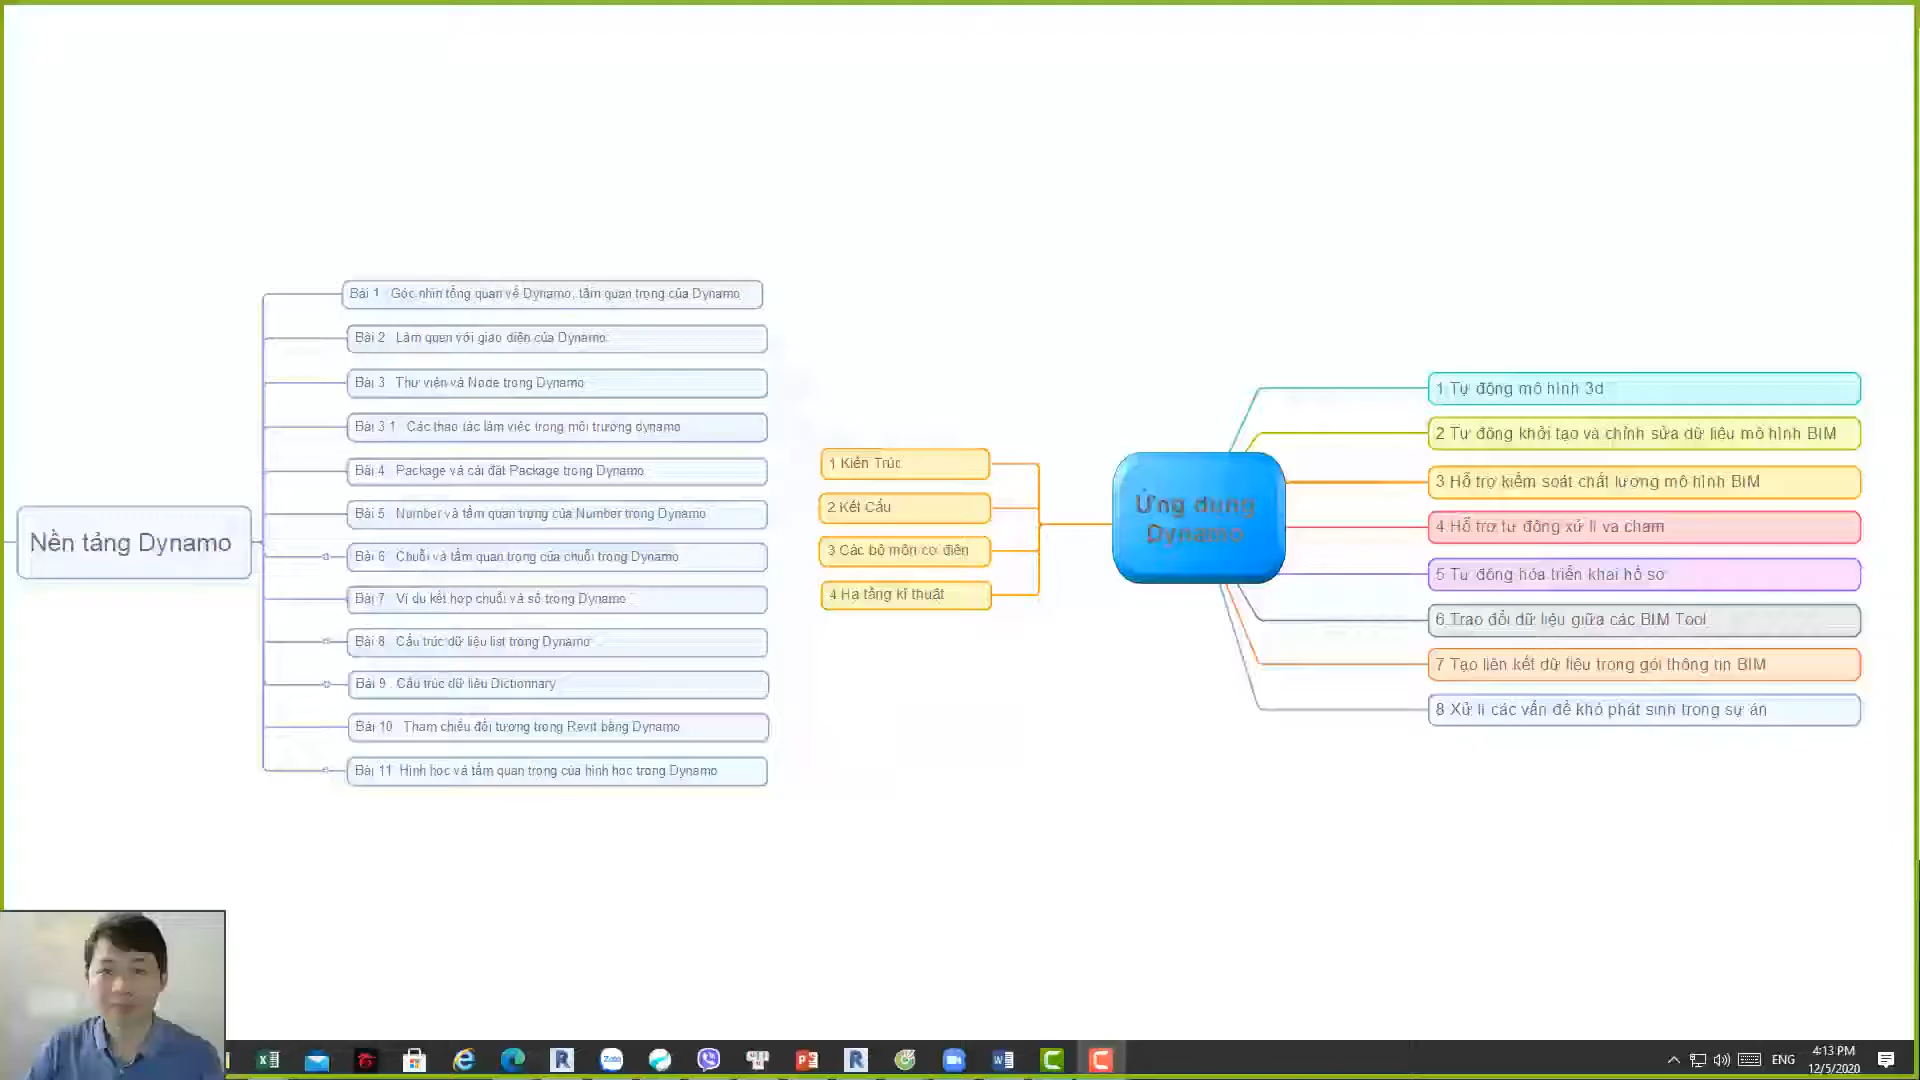 Nền tảng Dynamo
Bài 1 Góc nhìn tổng quan về Dynamo, tầm quan trọng của Dynamo
Bài 2 Làm quen với giao diện của Dynamo
Bài 3 Thư viện và Node trong Dynamo
Bài 3 1 Các thao tác làm việc trong môi trường dynamo
Bài 4 Package và cài đặt Package trong Dynamo
Bài 5 Number và tầm quan trọng của Number trong Dynamo
Bài 6 Chuỗi và tầm quan trọng của chuỗi trong Dynamo
Bài 7 Ví dụ kết hợp chuỗi và số trong Dynamo
Bài 8 Cấu trúc dữ liệu list trong Dynamo
Bài 9 Cấu trúc dữ liệu Dictionnary
Bài 10 Tham chiếu đối tượng trong Revit bằng Dynamo
Bài 11 Hình học và tầm quan trọng của hình học trong Dynamo
1 Kiến Trúc
2 Kết Cấu
3 Các bộ môn cơ điện
4 Hạ tầng kĩ thuật
Ứng dụng
Dynamo
1 Tự động mô hình 3d
2 Tự động khởi tạo và chỉnh sửa dữ liệu mô hình BIM
3 Hỗ trợ kiểm soát chất lượng mô hình BIM
4 Hỗ trợ tự động xử lí va chạm
5 Tự động hóa triển khai hồ sơ
6 Trao đổi dữ liệu giữa các BIM Tool
7 Tạo liên kết dữ liệu trong gói thông tin BIM
8 Xử lí các vấn đề khó phát sinh trong sự án
Zalo
ENG
4:13 PM
12/5/2020